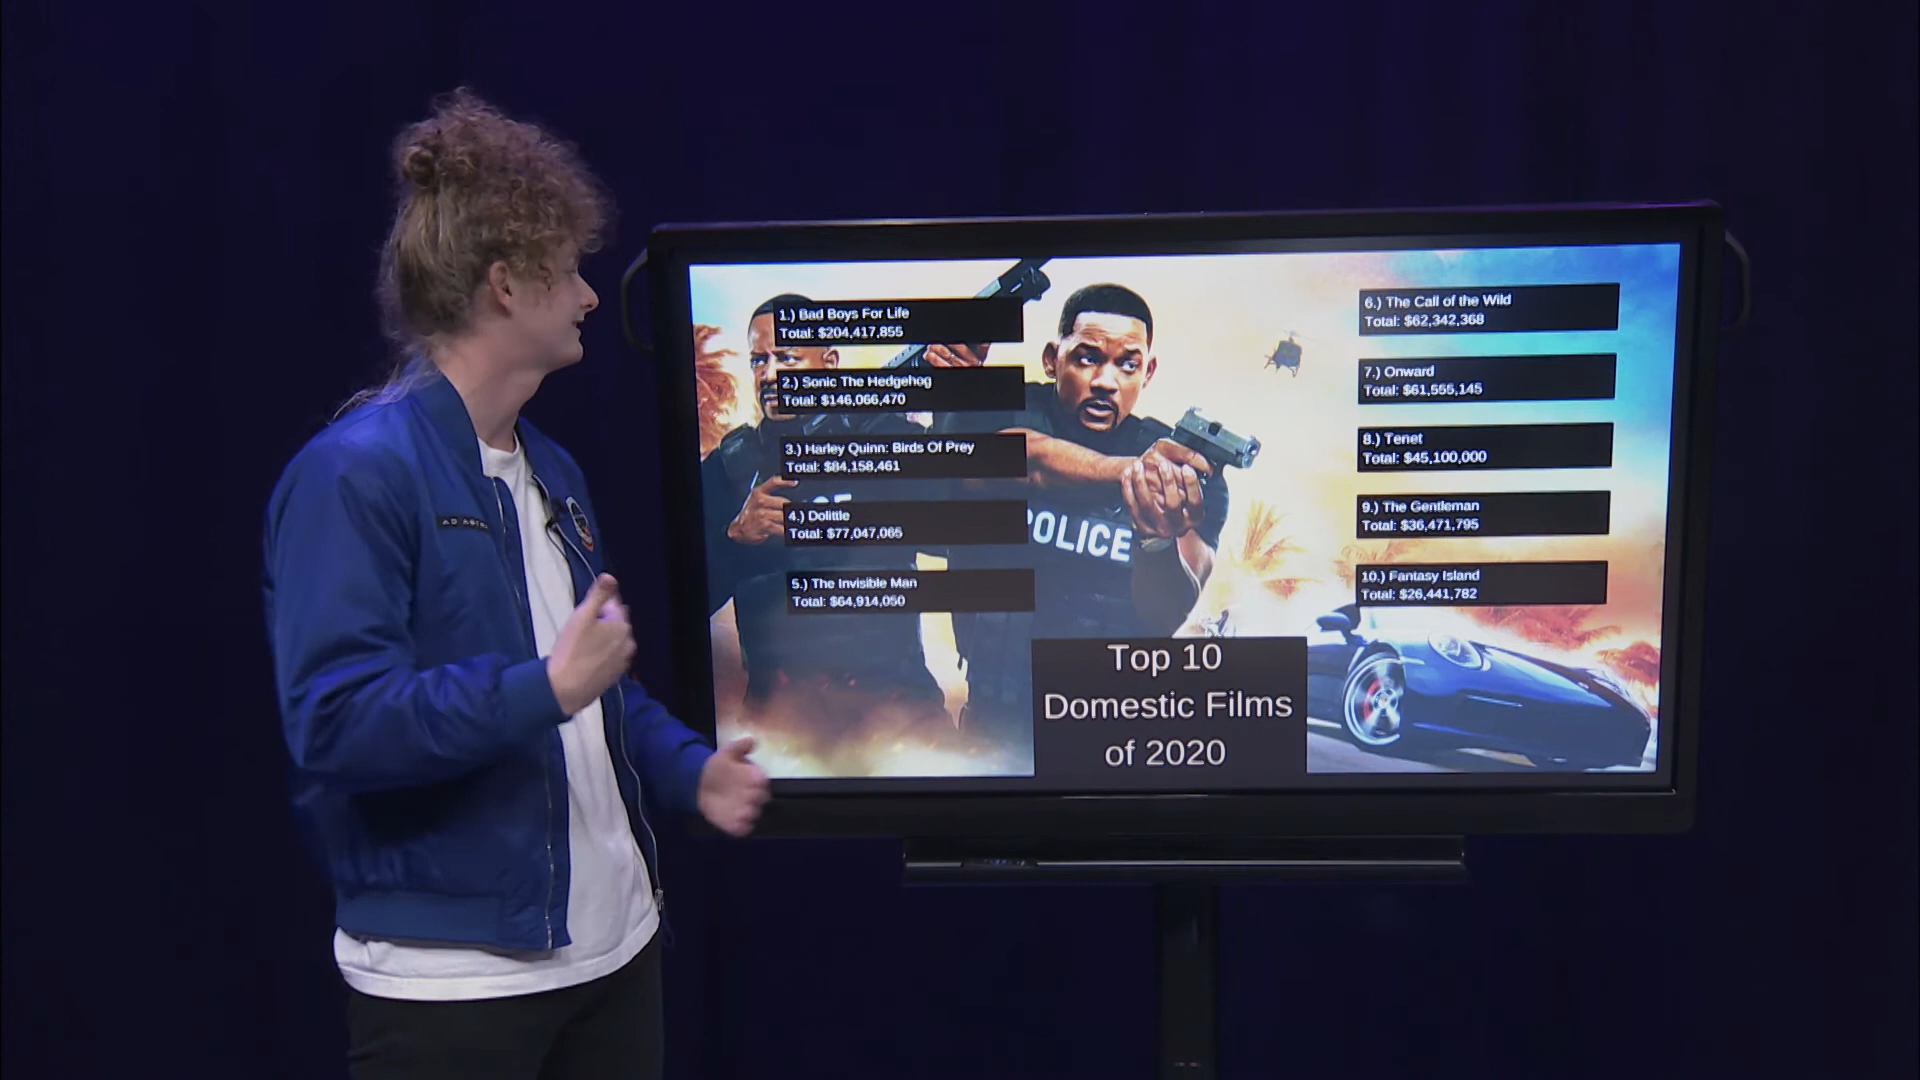 1.) Bad Boys For Life
Total: $204,417,855
2.) Sonic The Hedgehog
Total: $146,066,470
3.) Harley Quinn: Birds Of Prey
Total: $84,158,461
4.) Dolittle
Total: $77,047,065
5.) The Invisible Man
Total: $64,914,050
6.) The Call of the Wild
Total: $62,342,368
7.) Onward
Total: $61,555,145
8.) Tenet
Total: $45,100,000
9.) The Gentleman
Total: $36,471,795
10.) Fantasy Island
Total: $26,441,782
POLICE
Top 10
Domestic Films
of 2020